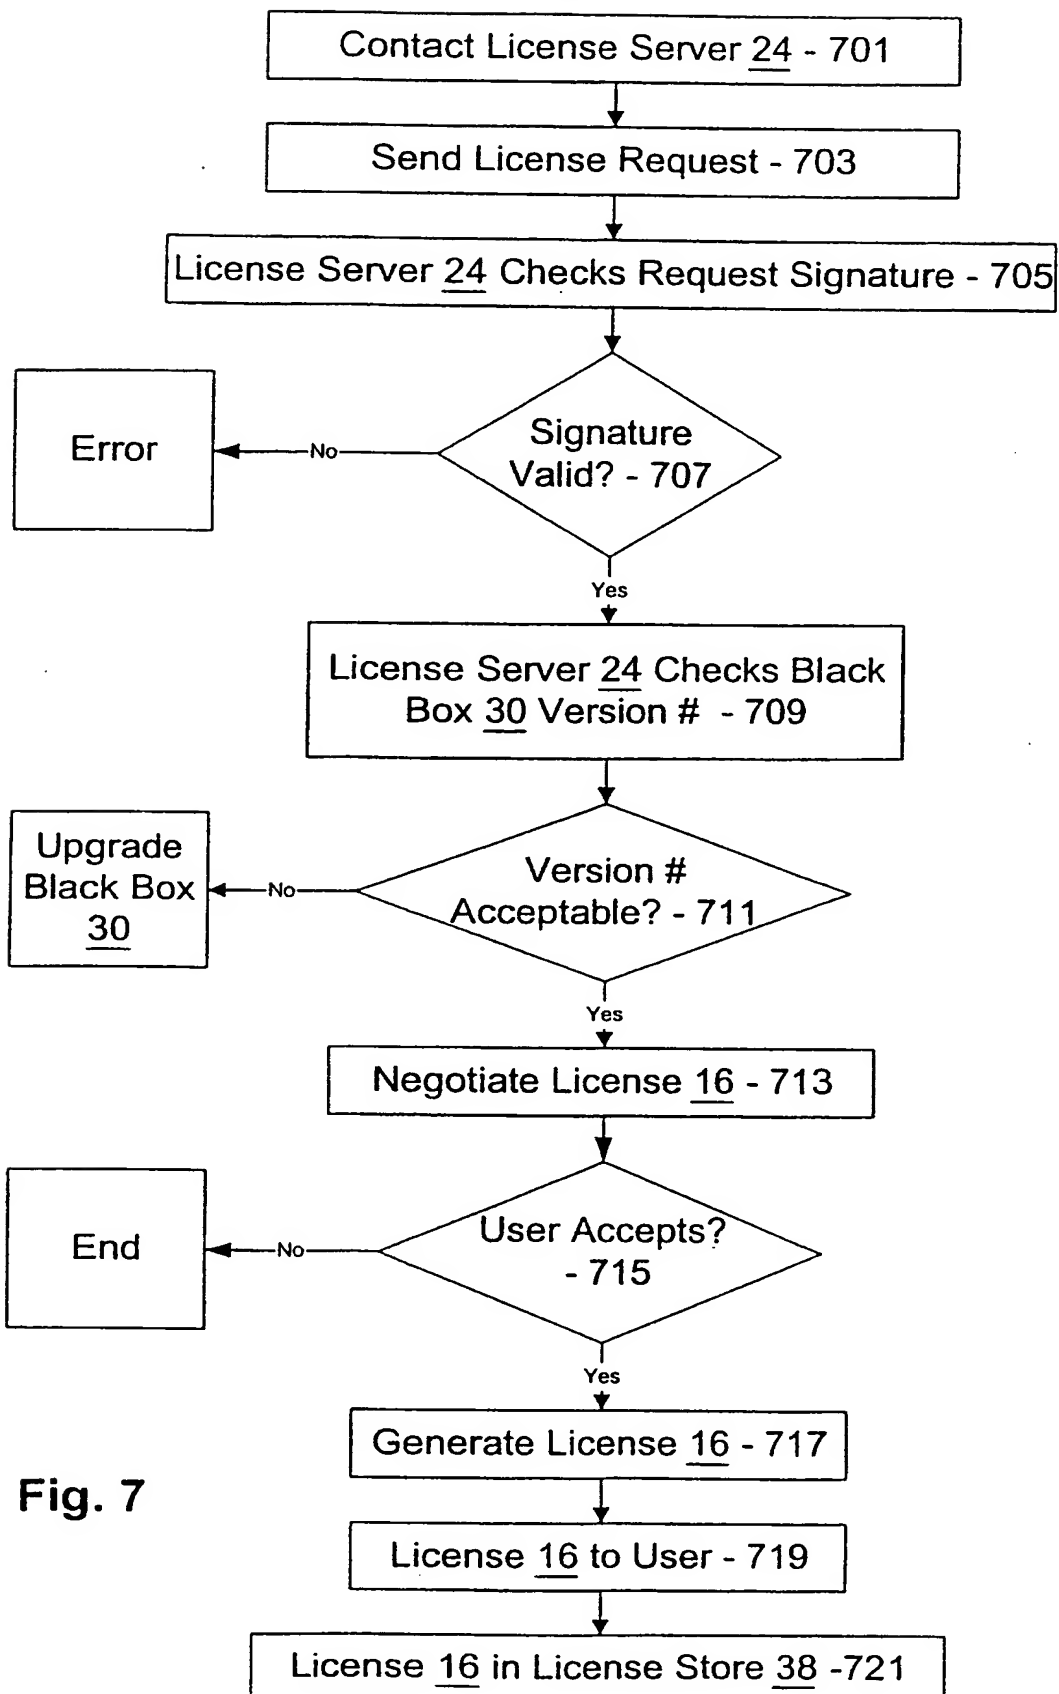 Contact License Server 24 - 701
Send License Request - 703
License Server 24 Checks Request Signature - 705
Signature
Valid? - 707
No
Error
Yes
License Server 24 Checks Black
Box 30 Version # - 709
Version #
Acceptable? - 711
No
Upgrade
Black Box
30
Yes
Negotiate License 16 - 713
User Accepts?
- 715
No
End
Yes
Generate License 16 - 717
Fig. 7
License 16 to User - 719
License 16 in License Store 38 -721